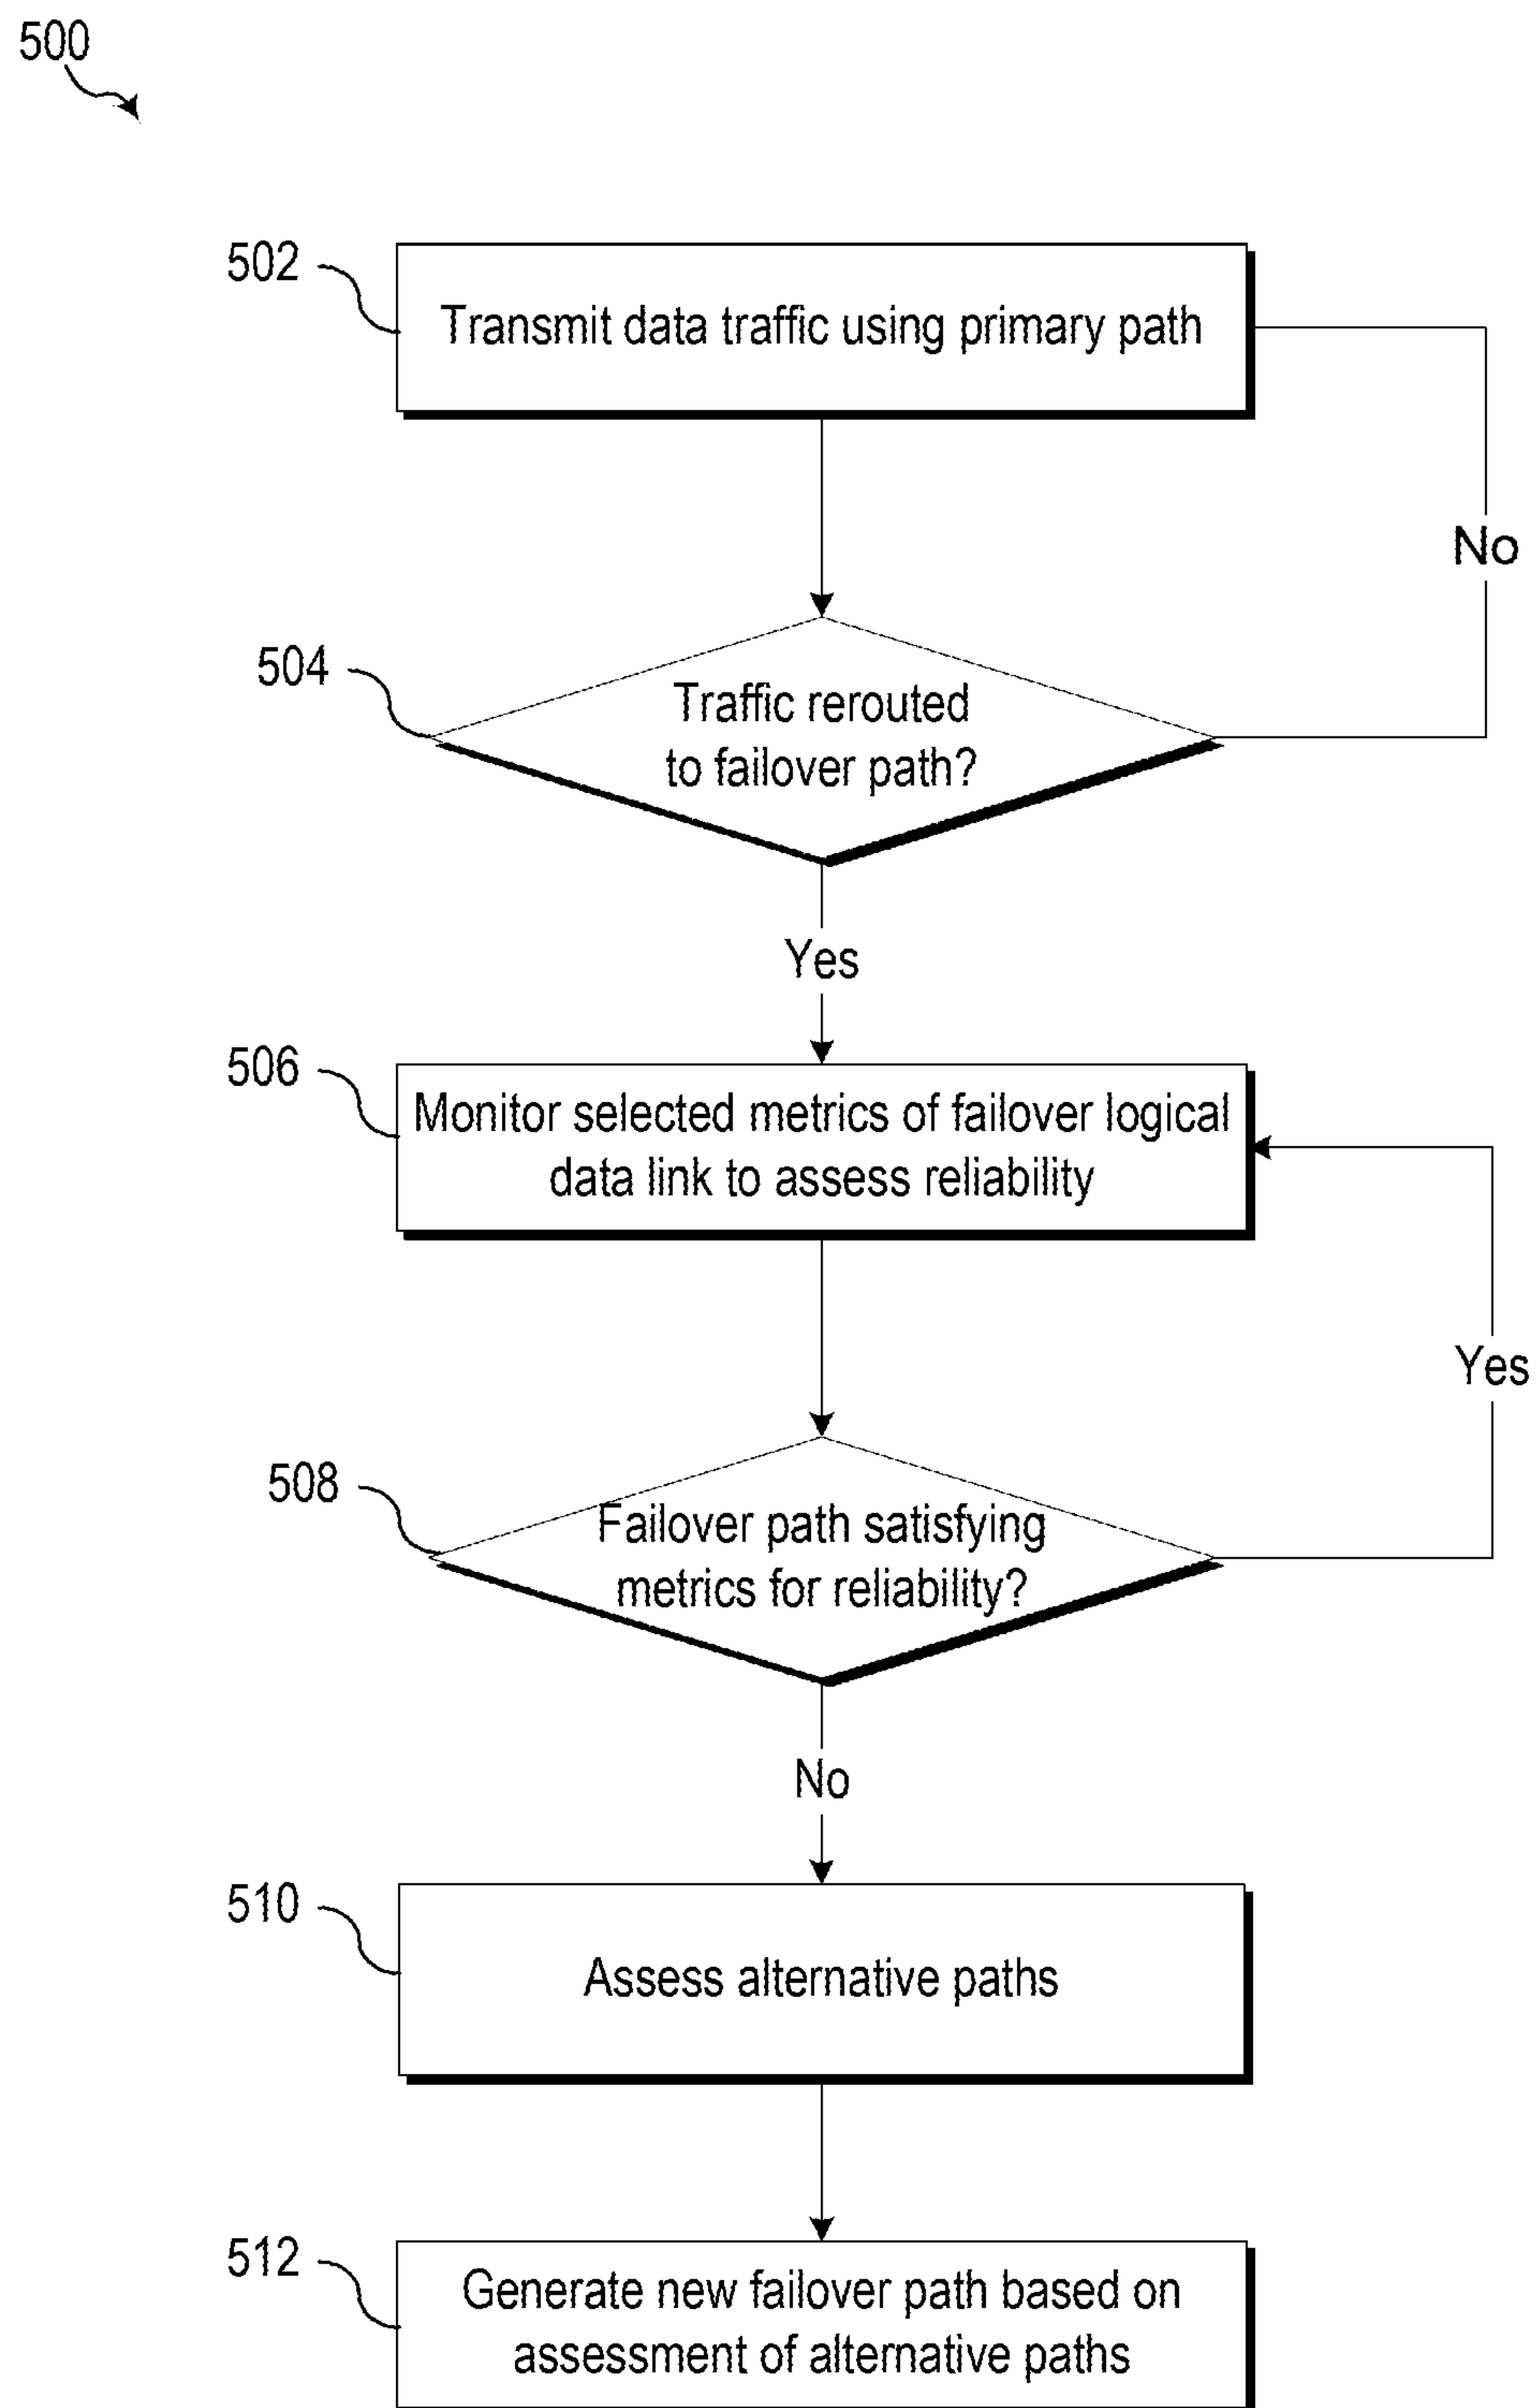 500
502
Transmit data traffic using primary path
No
504
Traffic rerouted
to failover path?
Yes
506
Monitor selected metrics of failover logical
data link to assess reliability
Yes
508
Failover path satisfying
metrics for reliability?
No
510
Assess alternative paths
512
Generate new failover path based on
assessment of alternative paths